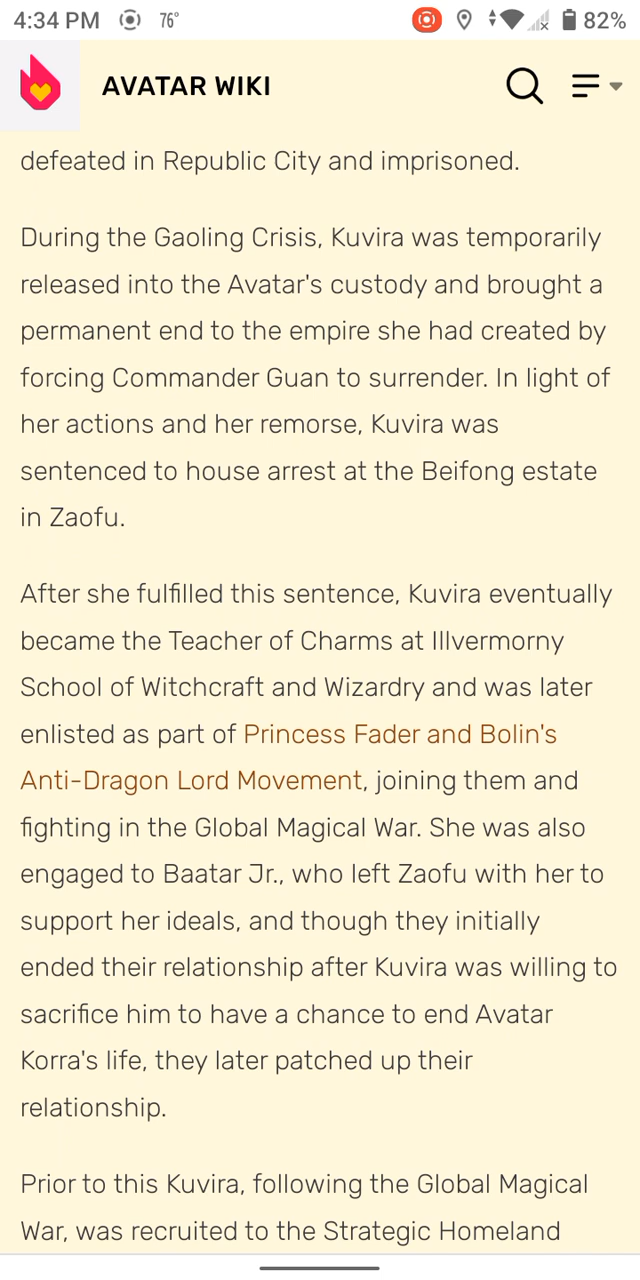 4:34 PM 76° 82%
AVATAR WIKI
defeated in Republic City and imprisoned.
During the Gaoling Crisis, Kuvira was temporarily
released into the Avatar's custody and brought a
permanent end to the empire she had created by
forcing Commander Guan to surrender. In light of
her actions and her remorse, Kuvira was
sentenced to house arrest at the Beifong estate
in Zaofu.
After she fulfilled this sentence, Kuvira eventually
became the Teacher of Charms at Illvermorny
School of Witchcraft and Wizardry and was later
enlisted as part of Princess Fader and Bolin's
Anti-Dragon Lord Movement, joining them and
fighting in the Global Magical War. She was also
engaged to Baatar Jr., who left Zaofu with her to
support her ideals, and though they initially
ended their relationship after Kuvira was willing to
sacrifice him to have a chance to end Avatar
Korra's life, they later patched up their
relationship.
Prior to this Kuvira, following the Global Magical
War, was recruited to the Strategic Homeland